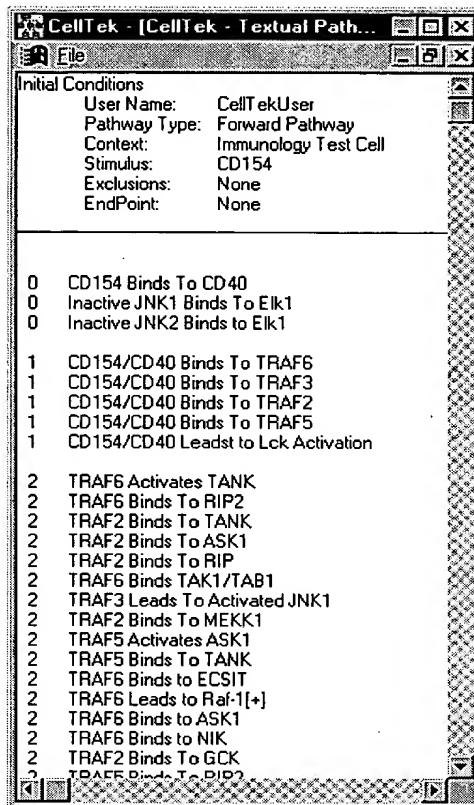 CellTek - [CellTek - Textual Path...
File
Initial Conditions
User Name: CellTekUser
Pathway Type: Forward Pathway
Context: Immunology Test Cell
Stimulus: CD154
Exclusions: None
EndPoint: None
0 CD154 Binds To CD40
0 Inactive JNK1 Binds To Elk1
0 Inactive JNK2 Binds to Elk1
1 CD154/CD40 Binds To TRAF6
1 CD154/CD40 Binds To TRAF3
1 CD154/CD40 Binds To TRAF2
1 CD154/CD40 Binds To TRAF5
1 CD154/CD40 Leadst to Lck Activation
2 TRAF6 Activates TANK
2 TRAF6 Binds To RIP2
2 TRAF2 Binds To TANK
2 TRAF2 Binds To ASK1
2 TRAF2 Binds To RIP
2 TRAF6 Binds TAK1/TAB1
2 TRAF3 Leads To Activated JNK1
2 TRAF2 Binds To MEKK1
2 TRAF5 Activates ASK1
2 TRAF5 Binds To TANK
2 TRAF6 Binds to ECSIT
2 TRAF6 Leads to Raf-1[+]
2 TRAF6 Binds to ASK1
2 TRAF6 Binds to NIK
2 TRAF2 Binds To GCK
2 Binds To RIP2